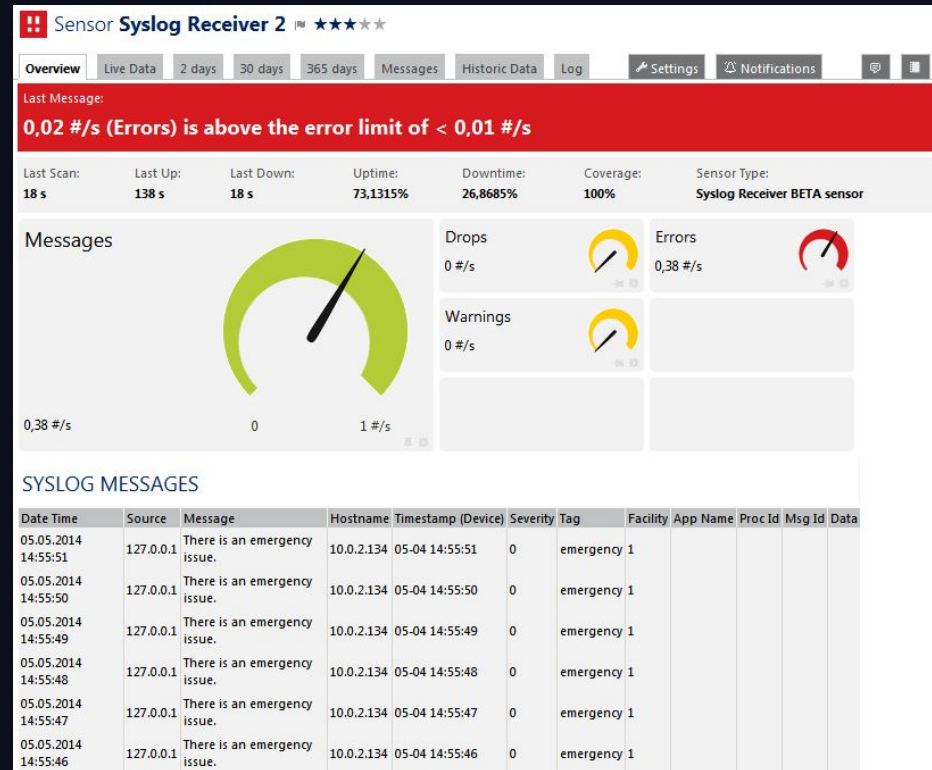 Sensor Syslog Receiver 2
Overview Live Data 2 days 30 days 365 days Messages Historic Data Log Settings Notifications
Last Message:
0,02 #/s (Errors) is above the error limit of < 0,01 #/s
Last Scan: Last Up: Last Down: Uptime: Downtime: Coverage: Sensor Type:
18 s 138 s 18 s 73,1315% 26,8685% 100% Syslog Receiver BETA sensor
Messages
0,38 #/s 0 1 #/s
Drops
0 #/s
Errors
0,38 #/s
Warnings
0 #/s
SYSLOG MESSAGES
Date Time Source Message Hostname Timestamp (Device) Severity Tag Facility App Name Proc Id Msg Id Data
05.05.2014 14:55:51 127.0.0.1 There is an emergency issue. 10.0.2.134 05-04 14:55:51 0 emergency 1
05.05.2014 14:55:50 127.0.0.1 There is an emergency issue. 10.0.2.134 05-04 14:55:50 0 emergency 1
05.05.2014 14:55:49 127.0.0.1 There is an emergency issue. 10.0.2.134 05-04 14:55:49 0 emergency 1
05.05.2014 14:55:48 127.0.0.1 There is an emergency issue. 10.0.2.134 05-04 14:55:48 0 emergency 1
05.05.2014 14:55:47 127.0.0.1 There is an emergency issue. 10.0.2.134 05-04 14:55:47 0 emergency 1
05.05.2014 14:55:46 127.0.0.1 There is an emergency issue. 10.0.2.134 05-04 14:55:46 0 emergency 1